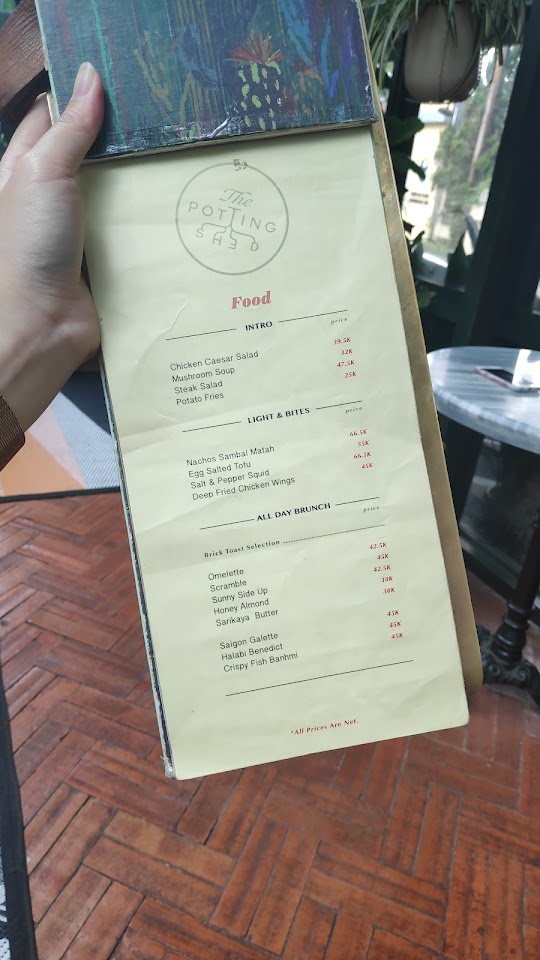 The
POTTING
SHED
Food
INTRO price
Chicken Caesar Salad 39.5K
Mushroom Soup 32K
Steak Salad 47.5K
Potato Fries 25K
LIGHT & BITES price
Nachos Sambal Matah 66.5K
Egg Salted Tofu 55K
Salt & Pepper Squid 66.5K
Deep Fried Chicken Wings 45K
ALL DAY BRUNCH price
Brick Toast Selection
Omelette 42.5K
Scramble 45K
Sunny Side Up 42.5K
Honey Almond 38K
Sarikaya Butter 38K
Saigon Galette 45K
Halabi Benedict 45K
Crispy Fish Banhmi 45K
*All Prices Are Net.